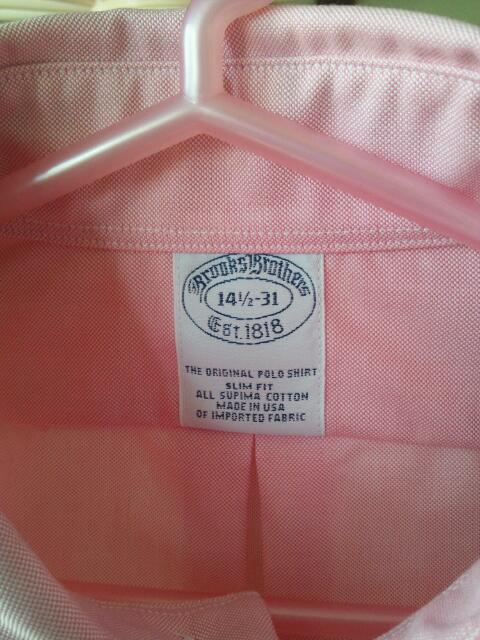 Brooks Brothers
14½-31
Est. 1818
THE ORIGINAL POLO SHIRT
SLIM FIT
ALL SUPIMA COTTON
MADE IN USA
OF IMPORTED FABRIC